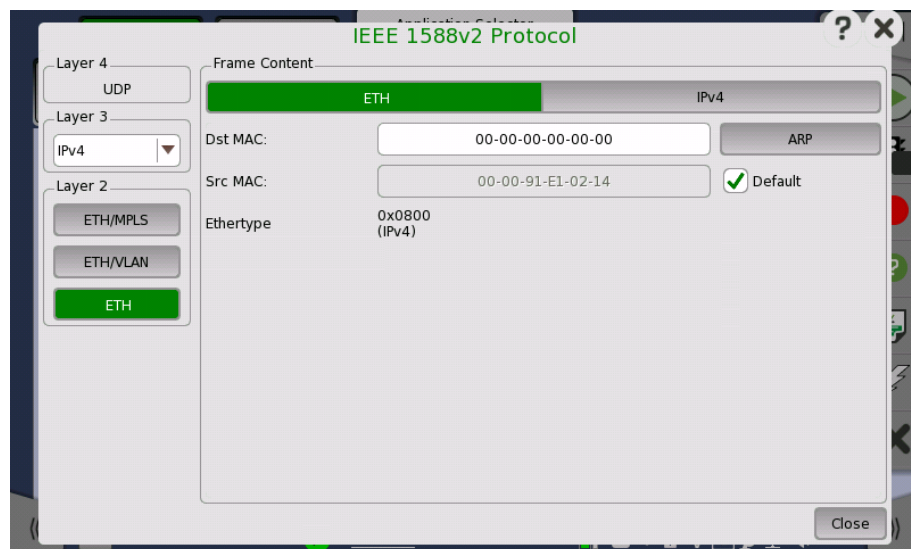 IEEE 1588v2 Protocol
?
Layer 4
UDP
Layer 3
IPv4
Layer 2
ETH/MPLS
ETH/VLAN
ETH
Frame Content
ETH
IPv4
Dst MAC:
00-00-00-00-00-00
ARP
Src MAC:
00-00-91-E1-02-14
Default
Ethertype
0x0800
(IPv4)
Close